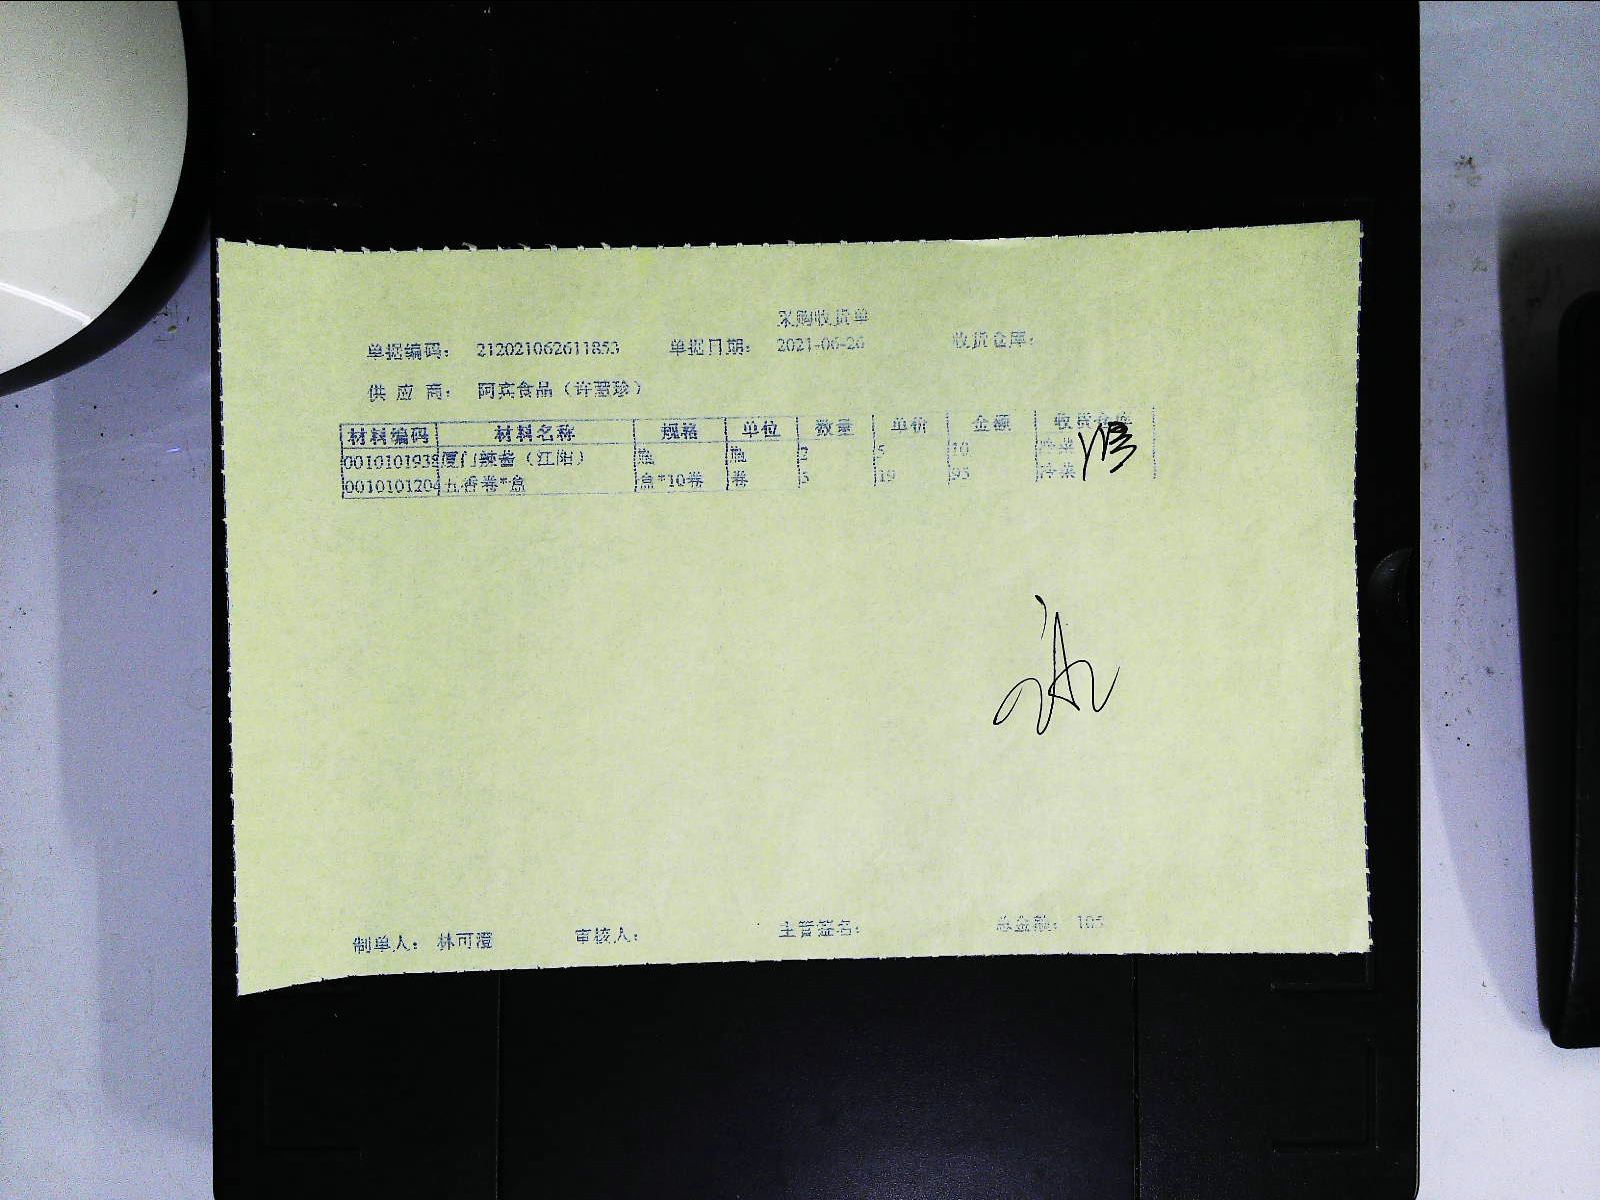 采购收货单
单据编码： 212021062611853 单据日期： 2021-06-26 收货仓库：
供 应 商： 阿宾食品（许慧珍）
材料编码 材料名称 规格 单位 数量 单价 金额 收货仓库
0010101938 厦门辣酱（江阳） 瓶 瓶 2 5 10 冷菜
0010101204 五香卷*盒 盒*10卷 卷 5 19 95 冷菜
制单人： 林可澄 审核人： 主管签名： 总金额： 105